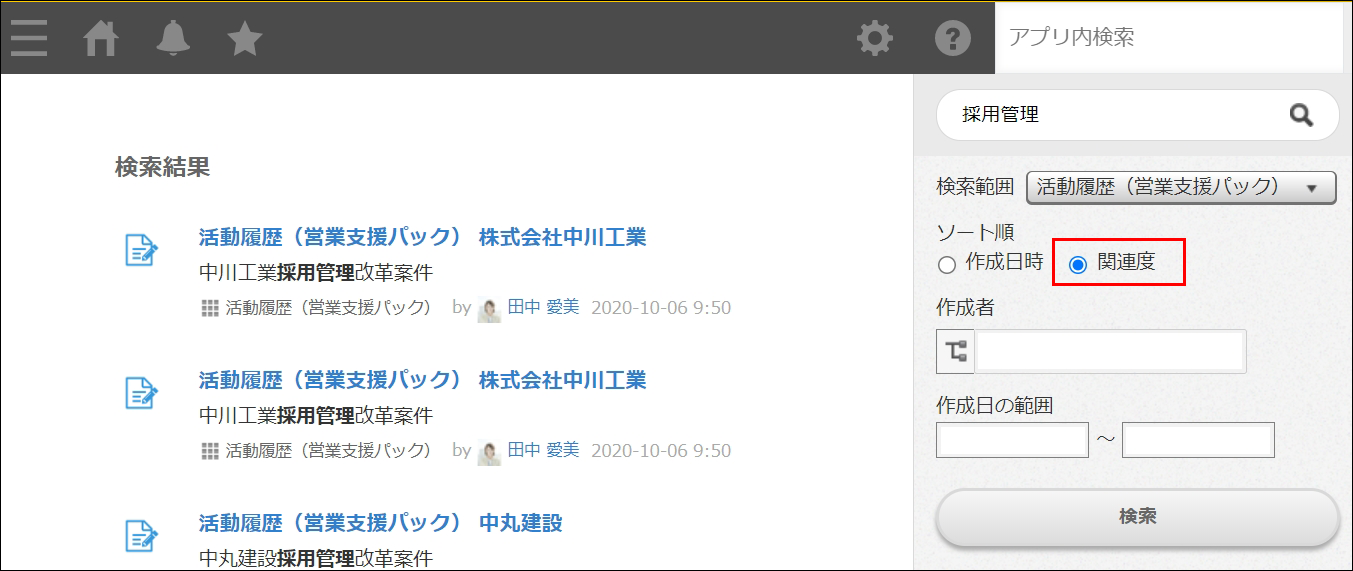 アプリ内検索
採用管理
検索範囲 活動履歴（営業支援パック）
ソート順
作成日時 関連度
作成者
作成日の範囲
～
検索
検索結果
活動履歴（営業支援パック） 株式会社中川工業
中川工業採用管理改革案件
活動履歴（営業支援パック） by 田中 愛美 2020-10-06 9:50
活動履歴（営業支援パック） 株式会社中川工業
中川工業採用管理改革案件
活動履歴（営業支援パック） by 田中 愛美 2020-10-06 9:50
活動履歴（営業支援パック） 中丸建設
中丸建設採用管理改革案件